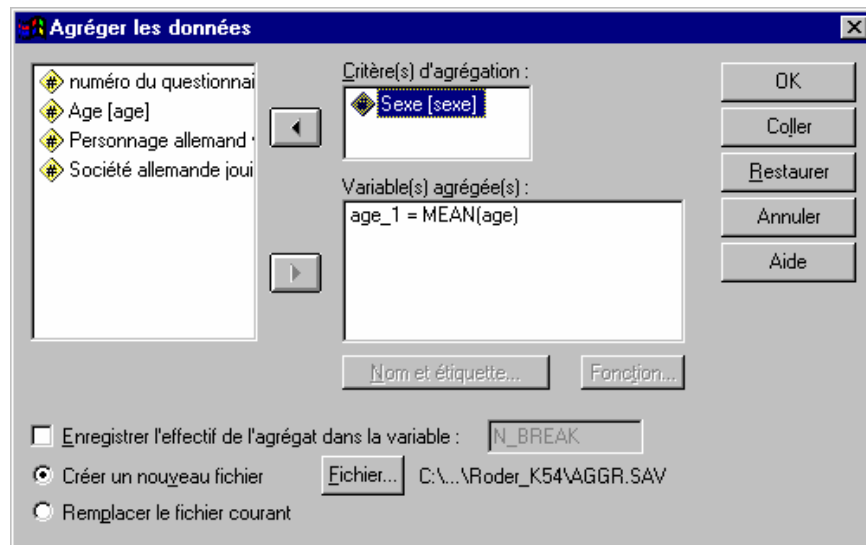 Agréger les données
numéro du questionnai
Age [age]
Personnage allemand
Société allemande joui
Critère(s) d'agrégation :
Sexe [sexe]
Variable(s) agrégée(s) :
age_1 = MEAN(age)
Nom et étiquette...
Fonction...
OK
Coller
Restaurer
Annuler
Aide
Enregistrer l'effectif de l'agrégat dans la variable :
N_BREAK
Créer un nouveau fichier
Fichier...
C:\...\Roder_K54\AGGR.SAV
Remplacer le fichier courant